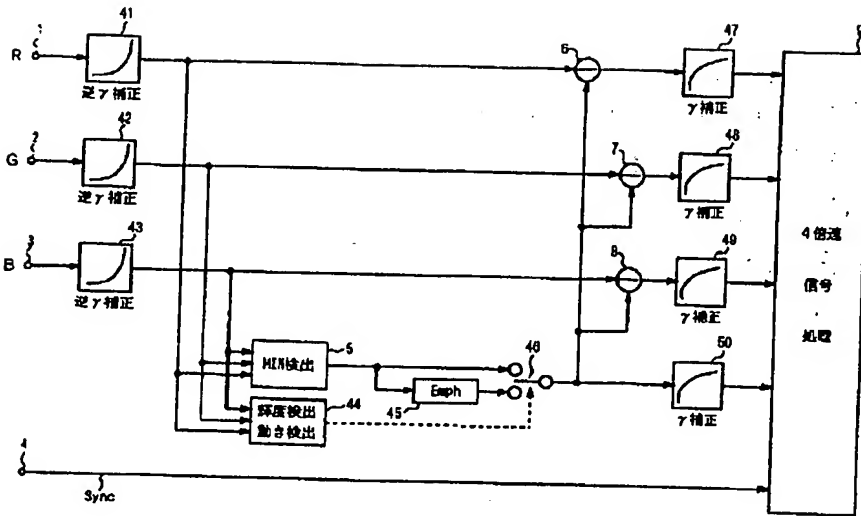 1
R
41
逆γ補正
2
G
42
逆γ補正
3
B
43
逆γ補正
6
47
γ補正
7
48
γ補正
8
49
γ補正
5
MIN検出
46
45
Emph
50
γ補正
44
輝度検出
動き検出
4
Sync
4倍速
信号
処理